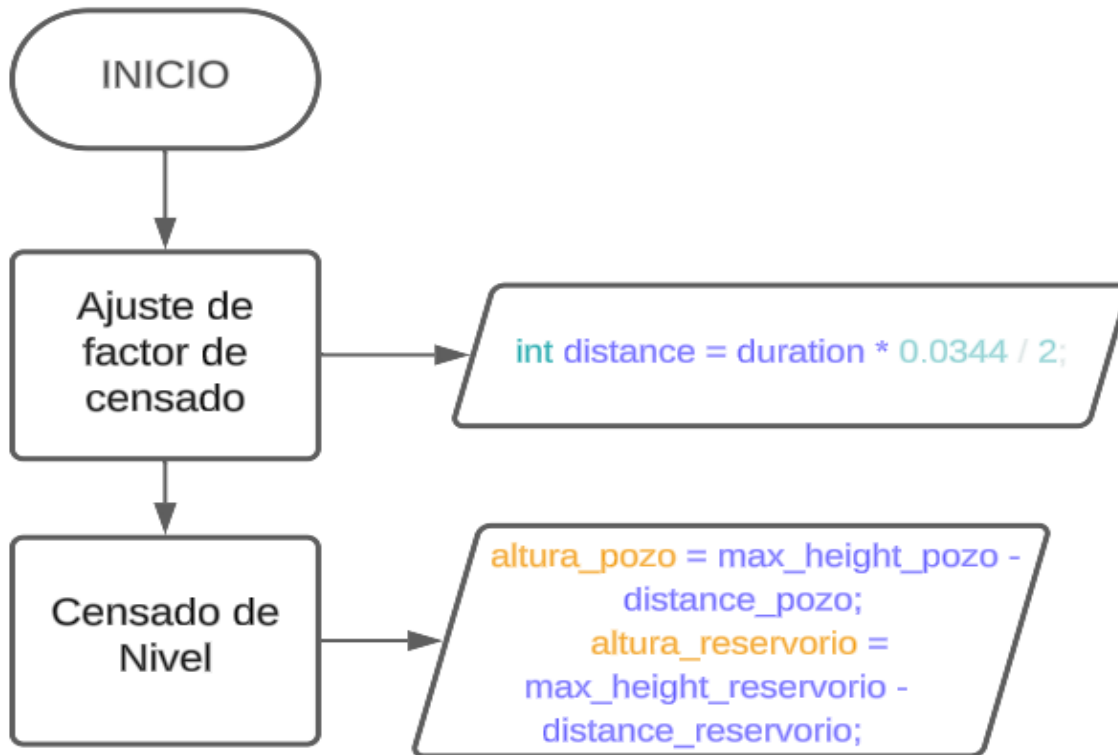 INICIO
Ajuste de
factor de
censado
int distance = duration * 0.0344 / 2;
Censado de
Nivel
altura_pozo = max_height_pozo -
distance_pozo;
altura_reservorio =
max_height_reservorio -
distance_reservorio;